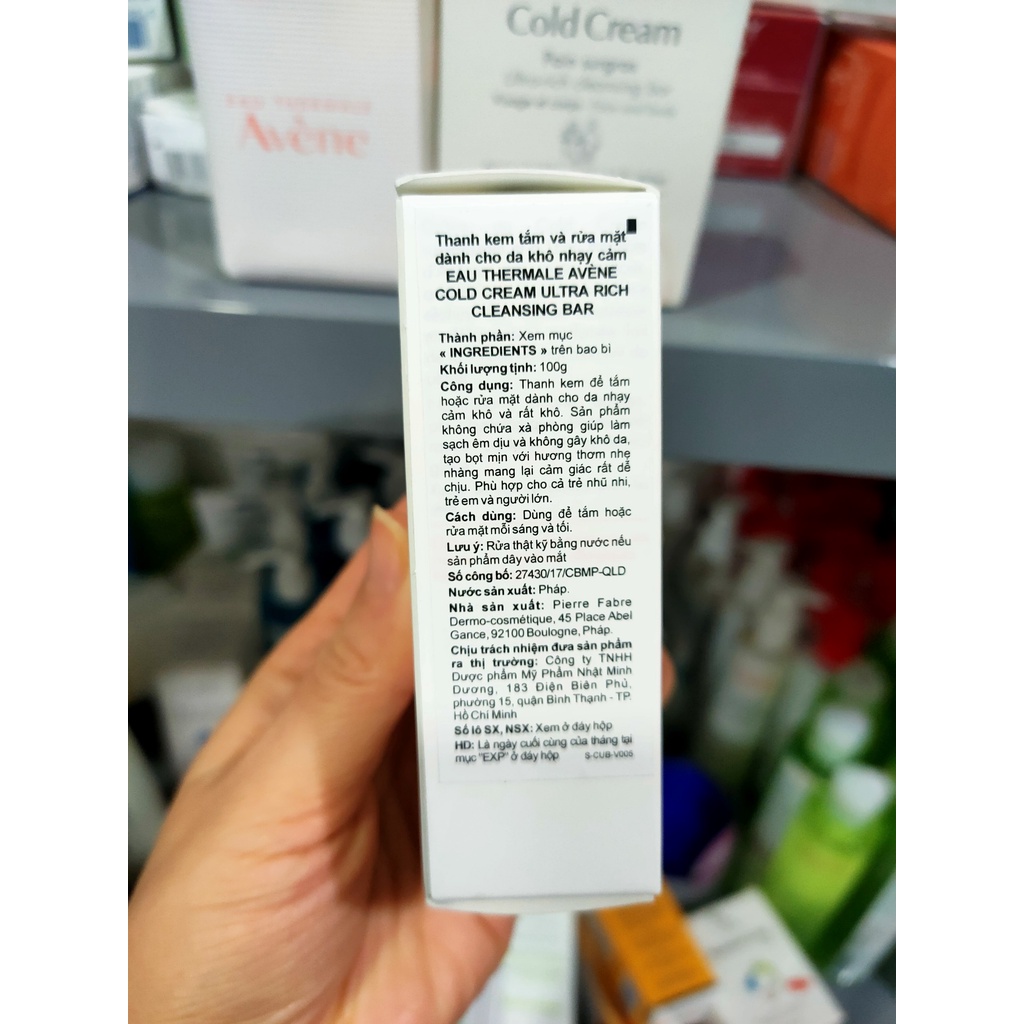 Cold Cream
Pain surgras
Ultra-rich cleansing bar
EAU THERMALE
Avène
Thanh kem tắm và rửa mặt
dành cho da khô nhạy cảm
EAU THERMALE AVÈNE
COLD CREAM ULTRA RICH
CLEANSING BAR
Thành phần: Xem mục
« INGREDIENTS » trên bao bì
Khối lượng tịnh: 100g
Công dụng: Thanh kem để tắm
hoặc rửa mặt dành cho da nhạy
cảm khô và rất khô. Sản phẩm
không chứa xà phòng giúp làm
sạch êm dịu và không gây khô da,
tạo bọt mịn với hương thơm nhẹ
nhàng mang lại cảm giác rất dễ
chịu. Phù hợp cho cả trẻ nhũ nhi,
trẻ em và người lớn.
Cách dùng: Dùng để tắm hoặc
rửa mặt mỗi sáng và tối.
Lưu ý: Rửa thật kỹ bằng nước nếu
sản phẩm dây vào mắt
Số công bố: 27430/17/CBMP-QLD
Nước sản xuất: Pháp.
Nhà sản xuất: Pierre Fabre
Dermo-cosmétique, 45 Place Abel
Gance, 92100 Boulogne, Pháp.
Chịu trách nhiệm đưa sản phẩm
ra thị trường: Công ty TNHH
Dược phẩm Mỹ Phẩm Nhật Minh
Dương, 183 Điện Biên Phủ,
phường 15, quận Bình Thạnh - TP
Hồ Chí Minh
Số lô SX, NSX: Xem ở đáy hộp
HD: Là ngày cuối cùng của tháng tại
mục "EXP" ở đáy hộp S-CUB-V005